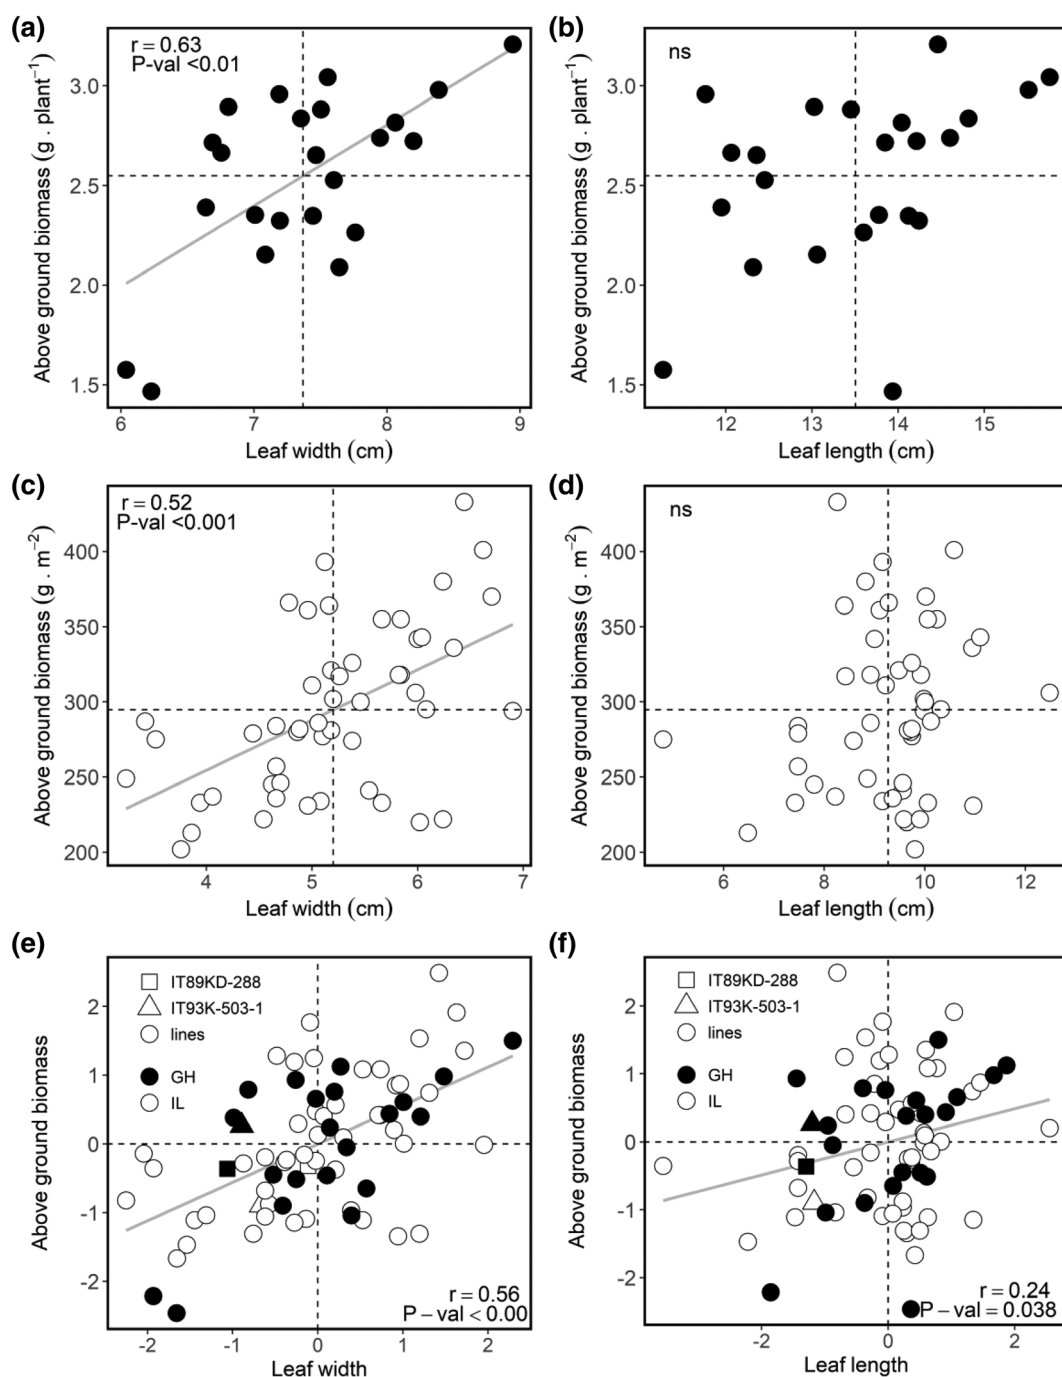 (a)
r = 0.63
P-val <0.01
Above ground biomass (g . plant⁻¹)
3.0
2.5
2.0
1.5
6 7 8 9
Leaf width (cm)
(b)
ns
Above ground biomass (g . plant⁻¹)
3.0
2.5
2.0
1.5
12 13 14 15
Leaf length (cm)
(c)
r = 0.52
P-val <0.001
Above ground biomass (g . m⁻²)
400
350
300
250
200
4 5 6 7
Leaf width (cm)
(d)
ns
Above ground biomass (g . m⁻²)
400
350
300
250
200
6 8 10 12
Leaf length (cm)
(e)
IT89KD-288
IT93K-503-1
lines
GH
IL
Above ground biomass
2
1
0
-1
-2
r = 0.56
P – val < 0.00
-2 -1 0 1 2
Leaf width
(f)
IT89KD-288
IT93K-503-1
lines
GH
IL
Above ground biomass
2
1
0
-1
-2
r = 0.24
P – val = 0.038
-2 0 2
Leaf length